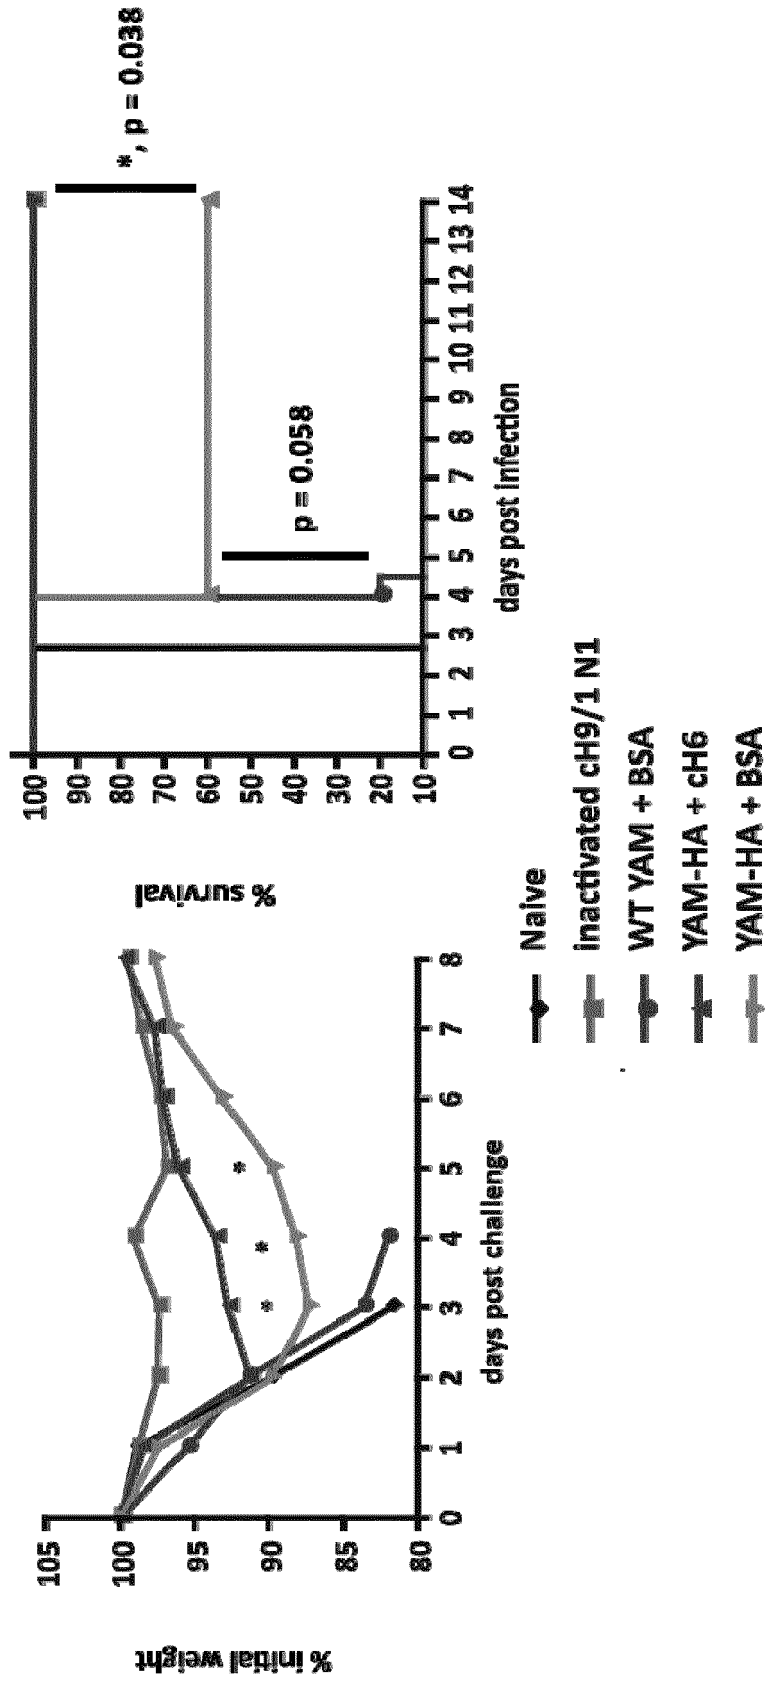 % initial weight
105
100
95
90
85
80
0 1 2 3 4 5 6 7 8
days post challenge
*
*
*
% survival
100
90
80
70
60
50
40
30
20
10
0 1 2 3 4 5 6 7 8 9 10 11 12 13 14
days post infection
*, p = 0.038
p = 0.058
Naive
inactivated cH9/1 N1
WT YAM + BSA
YAM-HA + cH6
YAM-HA + BSA